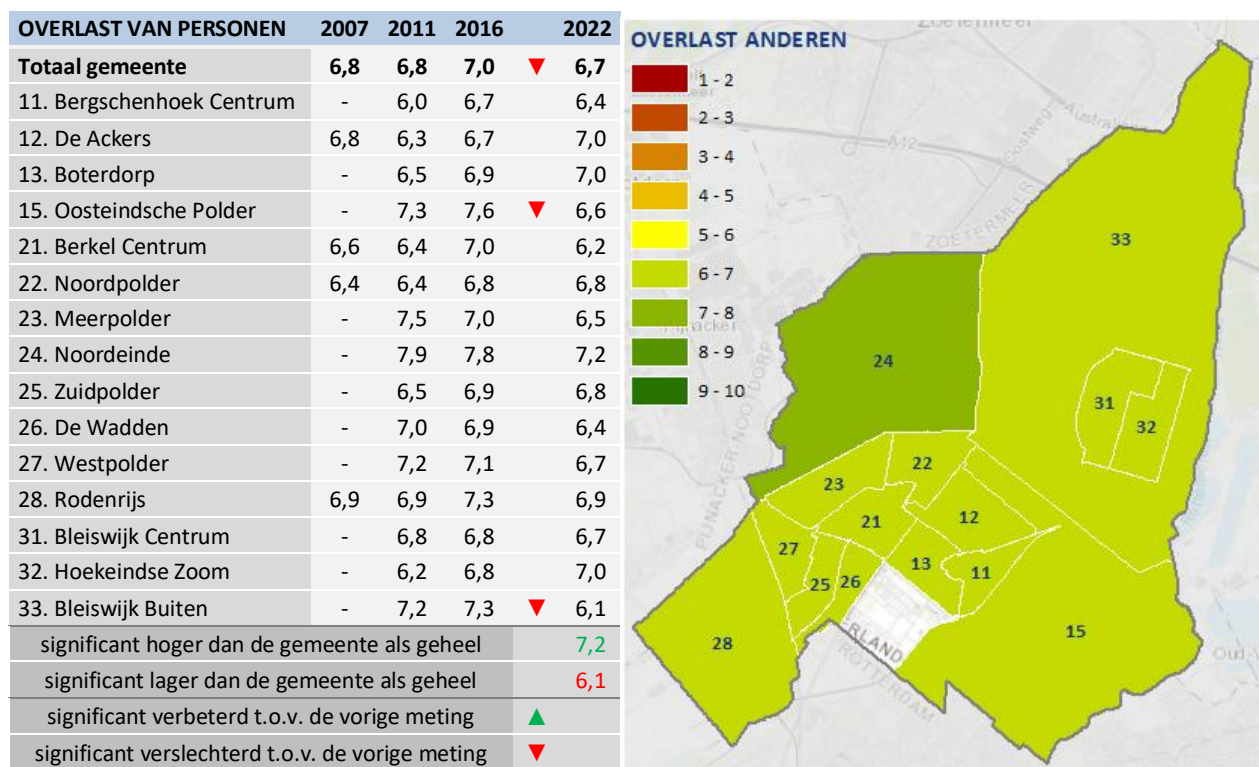 OVERLAST VAN PERSONEN 2007 2011 2016 2022
Totaal gemeente 6,8 6,8 7,0 ▼ 6,7
11. Bergschenhoek Centrum - 6,0 6,7 6,4
12. De Ackers 6,8 6,3 6,7 7,0
13. Boterdorp - 6,5 6,9 7,0
15. Oosteindsche Polder - 7,3 7,6 ▼ 6,6
21. Berkel Centrum 6,6 6,4 7,0 6,2
22. Noordpolder 6,4 6,4 6,8 6,8
23. Meerpolder - 7,5 7,0 6,5
24. Noordeinde - 7,9 7,8 7,2
25. Zuidpolder - 6,5 6,9 6,8
26. De Wadden - 7,0 6,9 6,4
27. Westpolder - 7,2 7,1 6,7
28. Rodenrijs 6,9 6,9 7,3 6,9
31. Bleiswijk Centrum - 6,8 6,8 6,7
32. Hoekeindse Zoom - 6,2 6,8 7,0
33. Bleiswijk Buiten - 7,2 7,3 ▼ 6,1
significant hoger dan de gemeente als geheel 7,2
significant lager dan de gemeente als geheel 6,1
significant verbeterd t.o.v. de vorige meting ▲
significant verslechterd t.o.v. de vorige meting ▼
OVERLAST ANDEREN
1 - 2
2 - 3
3 - 4
4 - 5
5 - 6
6 - 7
7 - 8
8 - 9
9 - 10
Zoetermeer
A12
Oostweg
ZOETERMEER
PIJNACKER-NOOTDORP
ERLAND
ROTTERDAM
33
24
31
32
22
23
21
12
27
13
11
25
26
28
15